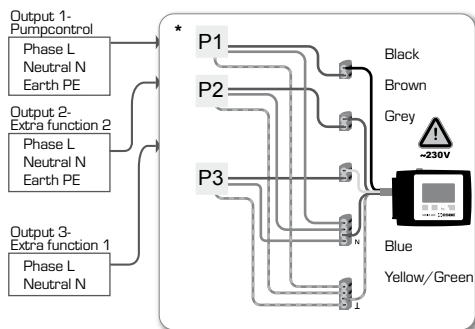 Output 1-
Pumpcontrol
Phase L
Neutral N
Earth PE
Output 2-
Extra function 2
Phase L
Neutral N
Earth PE
Output 3-
Extra function 1
Phase L
Neutral N
*
P1
P2
P3
Black
Brown
Grey
~230V
N
Blue
Yellow/Green